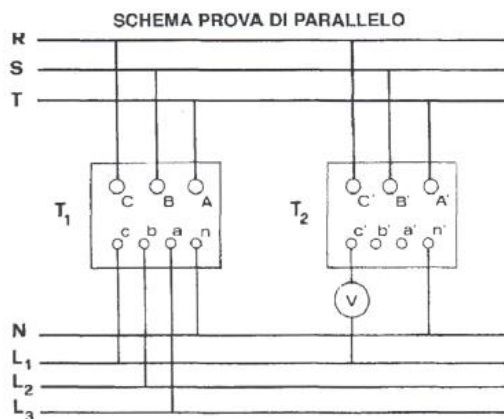 SCHEMA PROVA DI PARALLELO
R
S
T
T1 C B A
c b a n
T2 C' B' A'
c' b' a' n'
V
N
L1
L2
L3